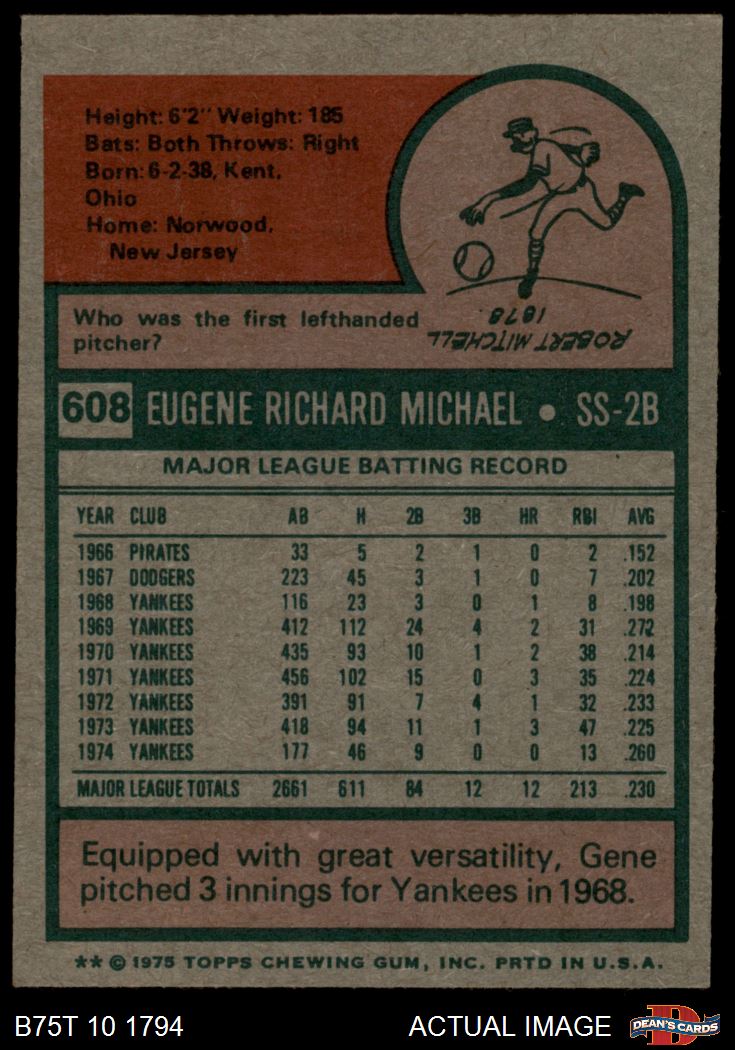 Height: 6'2" Weight: 185
Bats: Both Throws: Right
Born: 6-2-38, Kent,
Ohio
Home: Norwood,
New Jersey
Who was the first lefthanded
pitcher?
ROBERT MITCHELL
1878.
608 EUGENE RICHARD MICHAEL • SS-2B
MAJOR LEAGUE BATTING RECORD
YEAR CLUB AB H 2B 3B HR RBI AVG
1966 PIRATES 33 5 2 1 0 2 .152
1967 DODGERS 223 45 3 1 0 7 .202
1968 YANKEES 116 23 3 0 1 8 .198
1969 YANKEES 412 112 24 4 2 31 .272
1970 YANKEES 435 93 10 1 2 38 .214
1971 YANKEES 456 102 15 0 3 35 .224
1972 YANKEES 391 91 7 4 1 32 .233
1973 YANKEES 418 94 11 1 3 47 .225
1974 YANKEES 177 46 9 0 0 13 .260
MAJOR LEAGUE TOTALS 2661 611 84 12 12 213 .230
Equipped with great versatility, Gene
pitched 3 innings for Yankees in 1968.
** © 1975 TOPPS CHEWING GUM, INC. PRTD IN U.S.A.
B75T 10 1794 ACTUAL IMAGE D DEAN'S CARDS